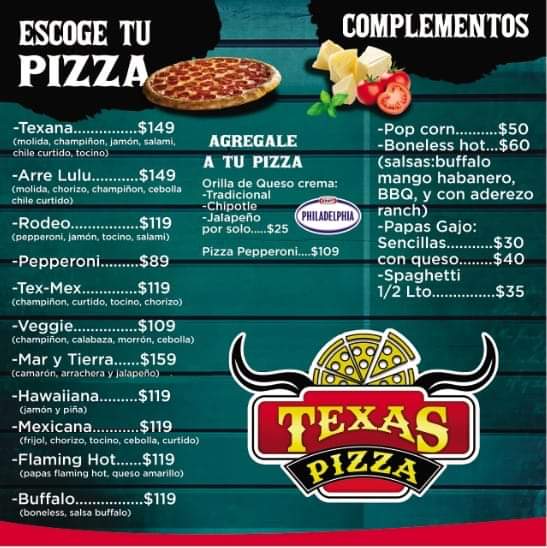 ESCOGE TU
PIZZA
-Texana...............$149
(molida, champiñon, jamón, salami,
chile curtido, tocino)
-Arre Lulu............$149
(molida, chorizo, champiñon, cebolla
chile curtido)
-Rodeo................$119
(pepperoni, jamón, tocino, salami)
-Pepperoni.......$89
-Tex-Mex............$119
(champiñon, curtido, tocino, chorizo)
-Veggie...............$109
(champiñon, calabaza, morrón, cebolla)
-Mar y Tierra.....$159
(camarón, arrachera y jalapeño)
-Hawaiiana.........$119
(jamón y piña)
-Mexicana...........$119
(frijol, chorizo, tocino, cebolla, curtido)
-Flaming Hot......$119
(papas flaming hot, queso amarillo)
-Buffalo...............$119
(boneless, salsa buffalo)
AGREGALE
A TU PIZZA
Orilla de Queso crema:
-Tradicional
-Chipotle
-Jalapeño
por solo.....$25
KRAFT
PHILADELPHIA
Pizza Pepperoni....$109
COMPLEMENTOS
-Pop corn..........$50
-Boneless hot...$60
(salsas:buffalo
mango habanero,
BBQ, y con aderezo
ranch)
-Papas Gajo:
Sencillas...........$30
con queso........$40
-Spaghetti
1/2 Lto...............$35
TEXAS
PIZZA